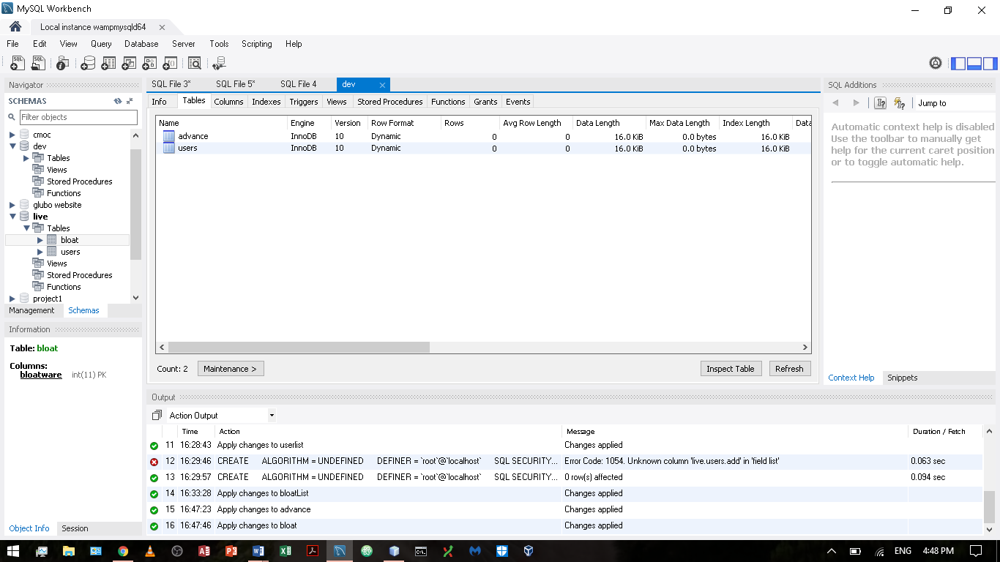 MySQL Workbench
Local instance wampmysqld64
File Edit View Query Database Server Tools Scripting Help
Navigator
SCHEMAS
Filter objects
cmoc
dev
Tables
Views
Stored Procedures
Functions
glubo website
live
Tables
bloat
users
Views
Stored Procedures
Functions
project1
Management Schemas
Information
Table: bloat
Columns:
bloatware int(11) PK
Object Info Session
SQL File 3* SQL File 5* SQL File 4 dev
Info Tables Columns Indexes Triggers Views Stored Procedures Functions Grants Events
Name Engine Version Row Format Rows Avg Row Length Data Length Max Data Length Index Length Data
advance InnoDB 10 Dynamic 0 0 16.0 KiB 0.0 bytes 16.0 KiB
users InnoDB 10 Dynamic 0 0 16.0 KiB 0.0 bytes 16.0 KiB
Count: 2 Maintenance > Inspect Table Refresh
SQL Additions
Jump to
Automatic context help is disabled
Use the toolbar to manually get
help for the current caret position
or to toggle automatic help.
Context Help Snippets
Output
Action Output
Time Action Message Duration / Fetch
11 16:28:43 Apply changes to userlist Changes applied
12 16:29:46 CREATE ALGORITHM = UNDEFINED DEFINER = `root`@`localhost` SQL SECURITY... Error Code: 1054. Unknown column 'live.users.add' in 'field list' 0.063 sec
13 16:29:57 CREATE ALGORITHM = UNDEFINED DEFINER = `root`@`localhost` SQL SECURITY... 0 row(s) affected 0.094 sec
14 16:33:28 Apply changes to bloatList Changes applied
15 16:47:23 Apply changes to advance Changes applied
16 16:47:46 Apply changes to bloat Changes applied
ENG 4:48 PM